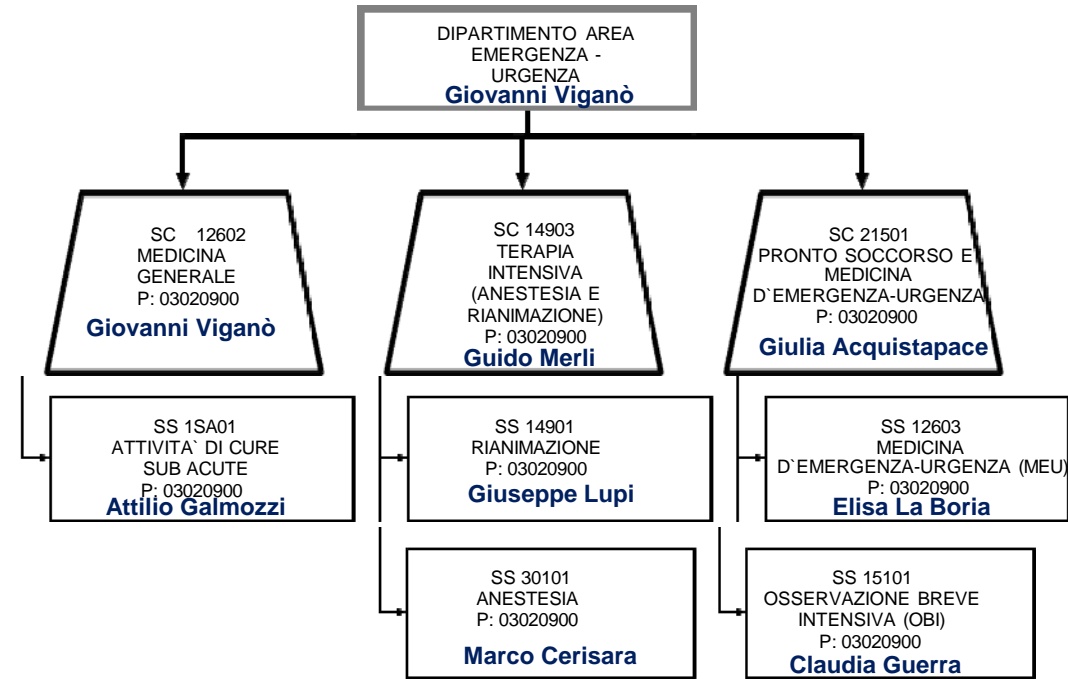 DIPARTIMENTO AREA
EMERGENZA -
URGENZA
Giovanni Viganò
SC 12602
MEDICINA
GENERALE
P: 03020900
Giovanni Viganò
SC 14903
TERAPIA
INTENSIVA
(ANESTESIA E
RIANIMAZIONE)
P: 03020900
Guido Merli
SC 21501
PRONTO SOCCORSO E
MEDICINA
D`EMERGENZA-URGENZA
P: 03020900
Giulia Acquistapace
SS 1SA01
ATTIVITA` DI CURE
SUB ACUTE
P: 03020900
Attilio Galmozzi
SS 14901
RIANIMAZIONE
P: 03020900
Giuseppe Lupi
SS 12603
MEDICINA
D`EMERGENZA-URGENZA (MEU)
P: 03020900
Elisa La Boria
SS 30101
ANESTESIA
P: 03020900
Marco Cerisara
SS 15101
OSSERVAZIONE BREVE
INTENSIVA (OBI)
P: 03020900
Claudia Guerra